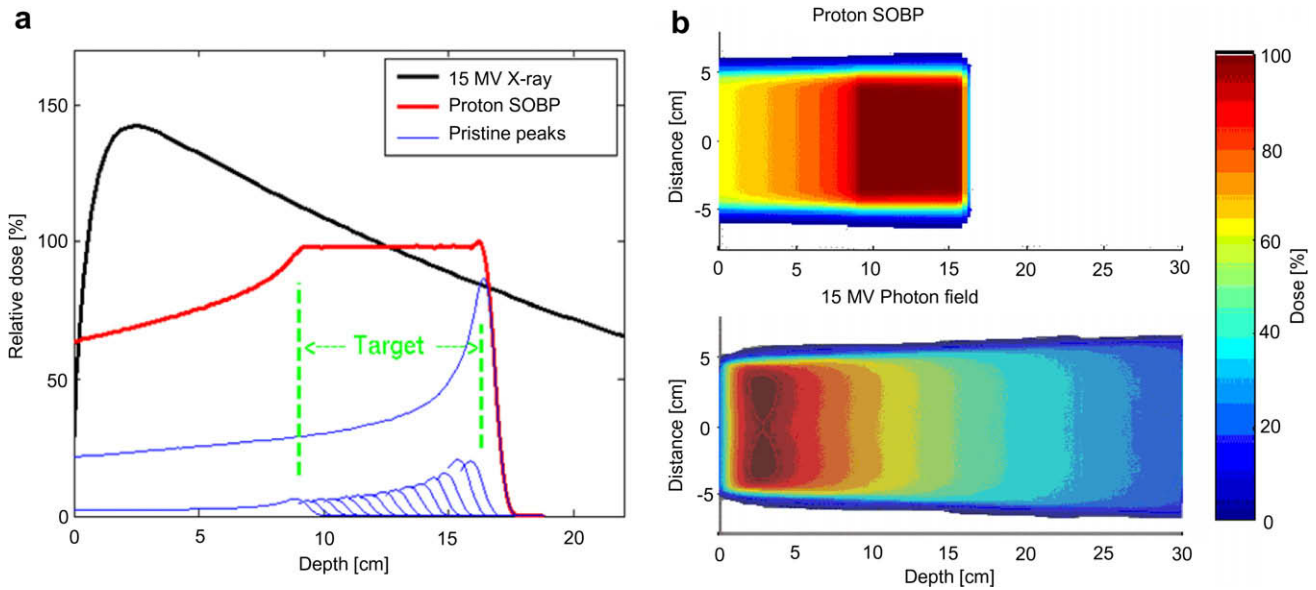 a
150
100
50
0
0
5
10
15
20
Relative dose [%]
Depth [cm]
15 MV X-ray
Proton SOBP
Pristine peaks
Target
b
Proton SOBP
5
0
-5
Distance [cm]
0
5
10
15
20
25
30
15 MV Photon field
5
0
-5
Distance [cm]
0
5
10
15
20
25
30
Depth [cm]
100
80
60
40
20
0
Dose [%]